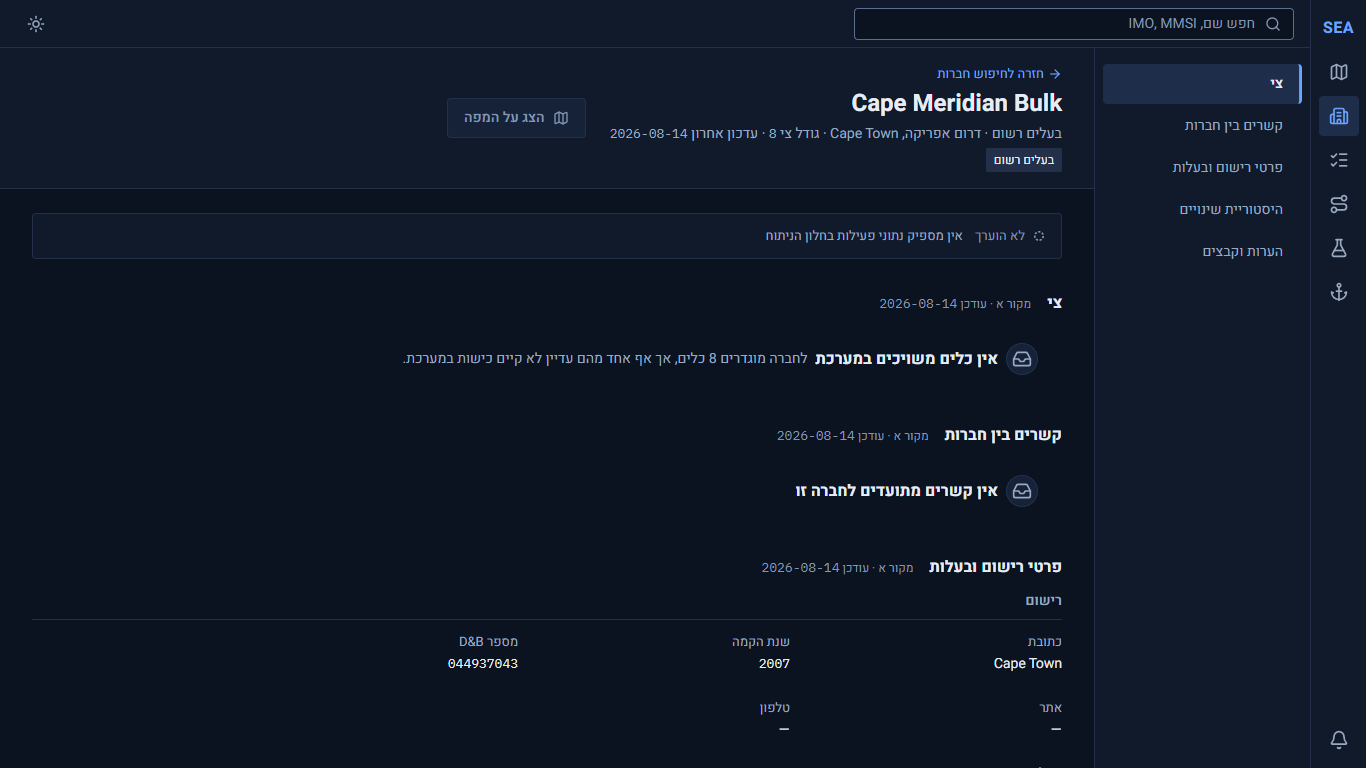 SEA
חפש שם, IMO, MMSI
צי
קשרים בין חברות
פרטי רישום ובעלות
היסטוריית שינויים
הערות וקבצים
חזרה לחיפוש חברות
Cape Meridian Bulk
בעלים רשום · דרום אפריקה, Cape Town · גודל צי 8 · עדכון אחרון 2026-08-14
בעלים רשום
הצג על המפה
לא הוערך אין מספיק נתוני פעילות בחלון הניתוח
צי מקור א · עודכן 2026-08-14
אין כלים משויכים במערכת לחברה מוגדרים 8 כלים, אך אף אחד מהם עדיין לא קיים כישות במערכת.
קשרים בין חברות מקור א · עודכן 2026-08-14
אין קשרים מתועדים לחברה זו
פרטי רישום ובעלות מקור א · עודכן 2026-08-14
רישום
כתובת שנת הקמה מספר D&B
Cape Town 2007 044937043
אתר טלפון
— —